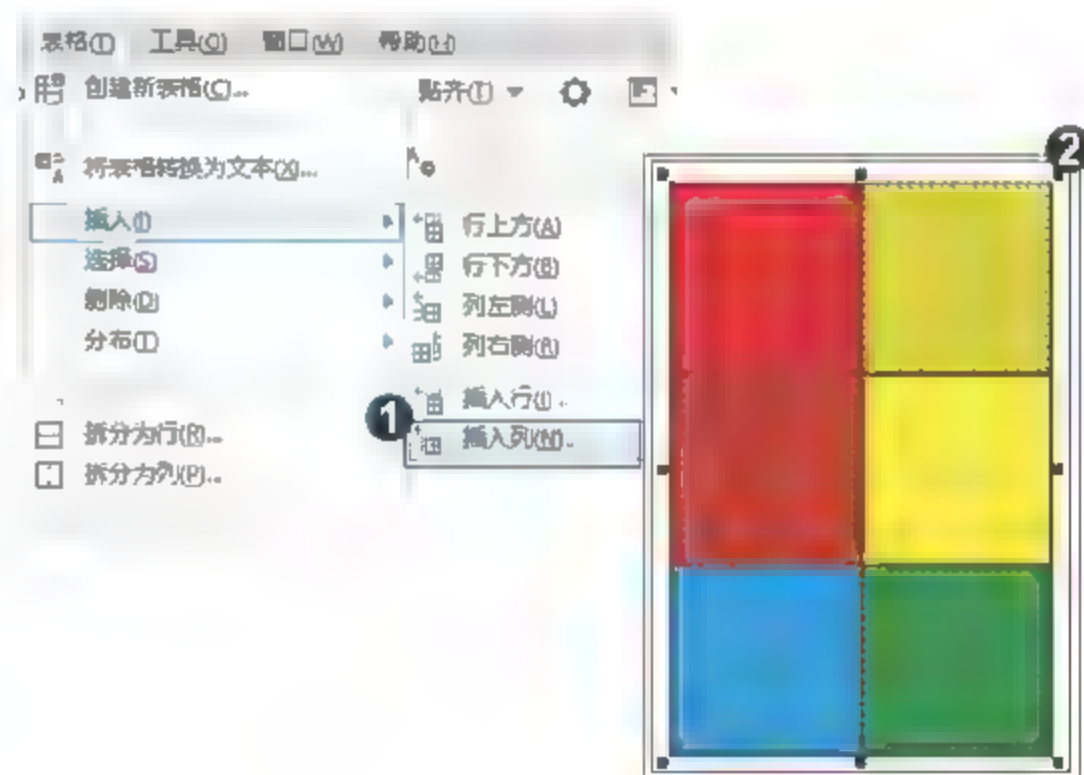 表格(T) 工具(O) 窗口(W) 帮助(H)
创建新表格(C)...
贴齐(T)
将表格转换为文本(X)...
插入(I)
选择(S)
删除(D)
分布(T)
行上方(A)
行下方(B)
列左侧(L)
列右侧(R)
插入行(I)..
插入列(N)..
拆分为行(R)...
拆分为列(P)...
1
2